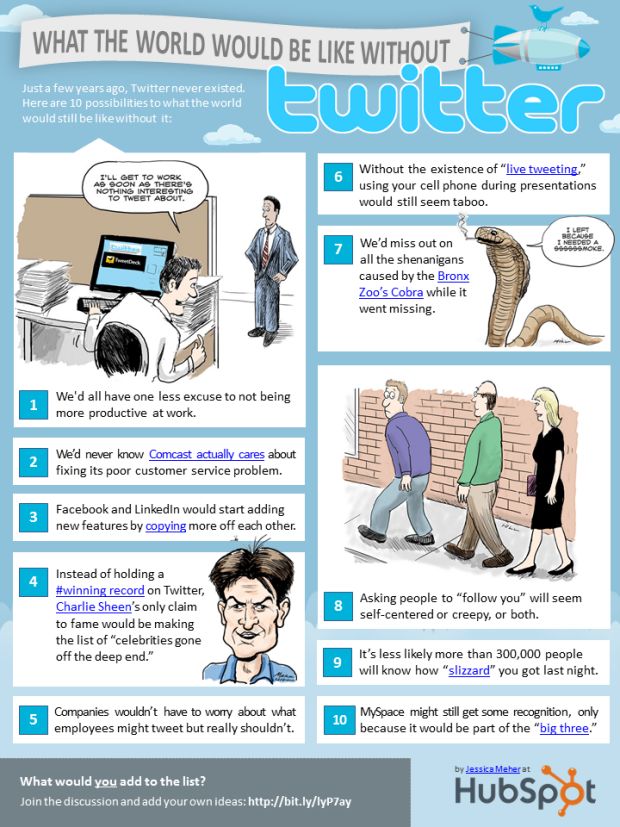 WHAT THE WORLD WOULD BE LIKE WITHOUT
twitter
Just a few years ago, Twitter never existed.
Here are 10 possibilities to what the world
would still be like without it:
I'LL GET TO WORK
AS SOON AS THERE'S
NOTHING INTERESTING
TO TWEET ABOUT.
twitter
TweetDeck
1
We'd all have one less excuse to not being
more productive at work.
2
We'd never know Comcast actually cares about
fixing its poor customer service problem.
3
Facebook and LinkedIn would start adding
new features by copying more off each other.
4
Instead of holding a
#winning record on Twitter,
Charlie Sheen's only claim
to fame would be making
the list of "celebrities gone
off the deep end."
5
Companies wouldn't have to worry about what
employees might tweet but really shouldn't.
6
Without the existence of "live tweeting,"
using your cell phone during presentations
would still seem taboo.
7
We'd miss out on
all the shenanigans
caused by the Bronx
Zoo's Cobra while it
went missing.
I LEFT
BECAUSE
I NEEDED A
SSSSSSMOKE.
8
Asking people to "follow you" will seem
self-centered or creepy, or both.
9
It's less likely more than 300,000 people
will know how "slizzard" you got last night.
10
MySpace might still get some recognition, only
because it would be part of the "big three."
What would you add to the list?
Join the discussion and add your own ideas: http://bit.ly/lyP7ay
by Jessica Meher at
HubSpot